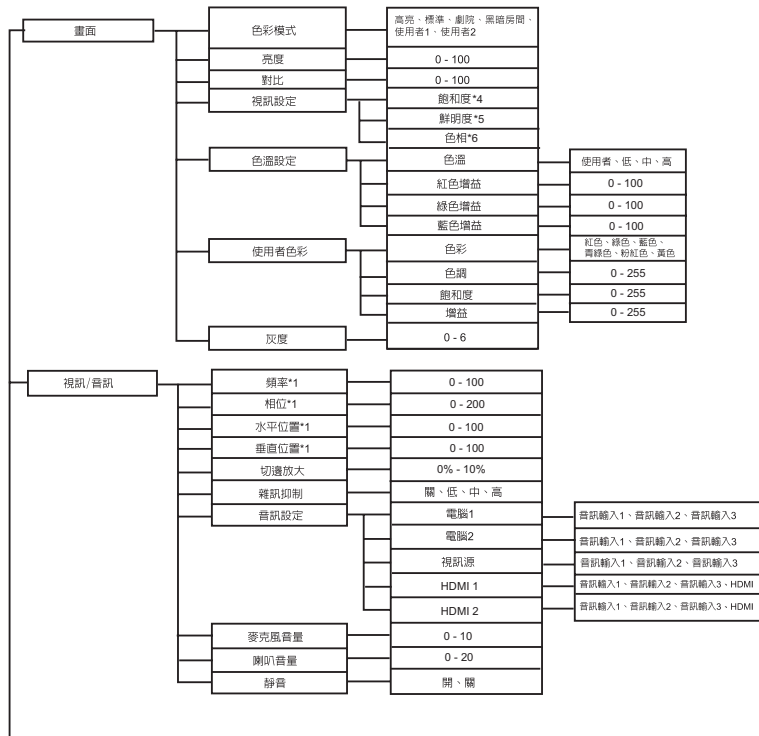 畫面
色彩模式
高亮、標準、劇院、黑暗房間、
使用者1、使用者2
亮度
0 - 100
對比
0 - 100
視訊設定
飽和度*4
鮮明度*5
色相*6
色溫設定
色溫
使用者、低、中、高
紅色增益
0 - 100
綠色增益
0 - 100
藍色增益
0 - 100
使用者色彩
色彩
紅色、綠色、藍色、
青綠色、粉紅色、黃色
色調
0 - 255
飽和度
0 - 255
增益
0 - 255
灰度
0 - 6
視訊/音訊
頻率*1
0 - 100
相位*1
0 - 200
水平位置*1
0 - 100
垂直位置*1
0 - 100
切邊放大
0% - 10%
雜訊抑制
關、低、中、高
音訊設定
電腦1
音訊輸入1、音訊輸入2、音訊輸入3
電腦2
音訊輸入1、音訊輸入2、音訊輸入3
視訊源
音訊輸入1、音訊輸入2、音訊輸入3
HDMI 1
音訊輸入1、音訊輸入2、音訊輸入3、HDMI
HDMI 2
音訊輸入1、音訊輸入2、音訊輸入3、HDMI
麥克風音量
0 - 10
喇叭音量
0 - 20
靜音
開、關